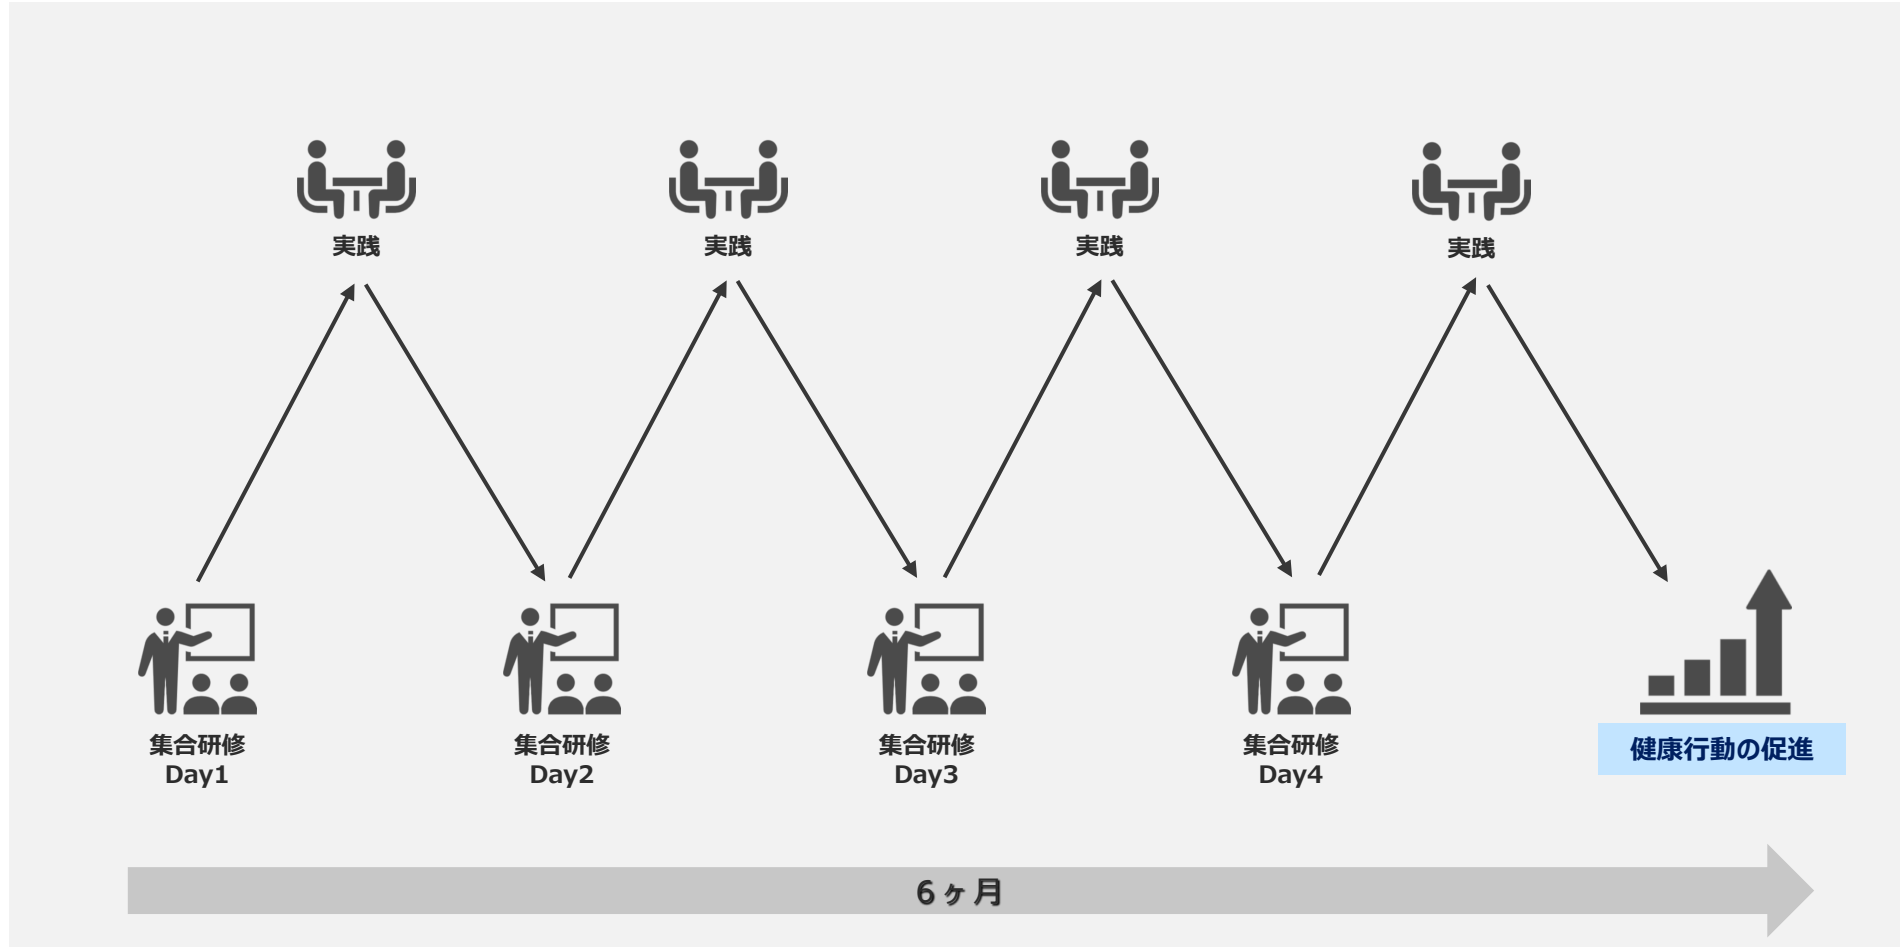 実践
実践
実践
実践
集合研修
Day1
集合研修
Day2
集合研修
Day3
集合研修
Day4
健康行動の促進
6ヶ月